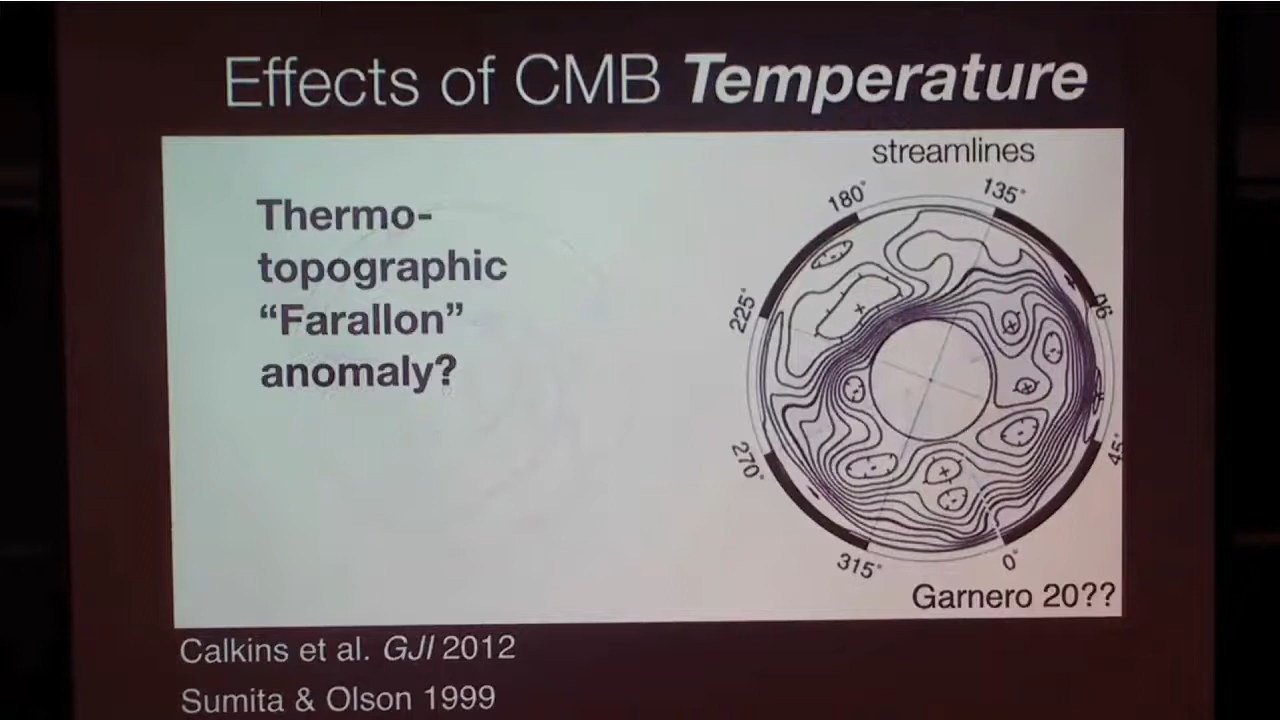 Effects of CMB Temperature
streamlines
Thermo-
topographic
“Farallon”
anomaly?
180°
135°
225°
90
270°
45°
315°
0°
Garnero 20??
Calkins et al. GJI 2012
Sumita & Olson 1999